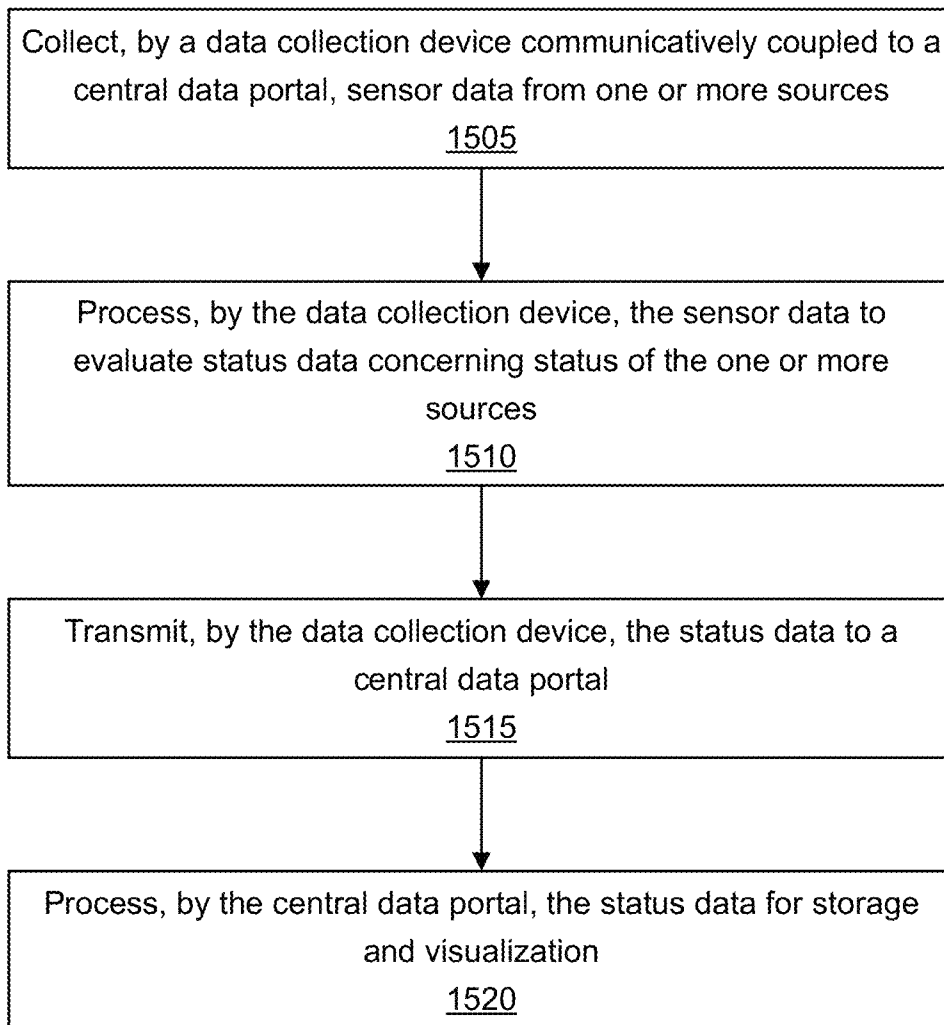 Collect, by a data collection device communicatively coupled to a
central data portal, sensor data from one or more sources
1505
Process, by the data collection device, the sensor data to
evaluate status data concerning status of the one or more
sources
1510
Transmit, by the data collection device, the status data to a
central data portal
1515
Process, by the central data portal, the status data for storage
and visualization
1520